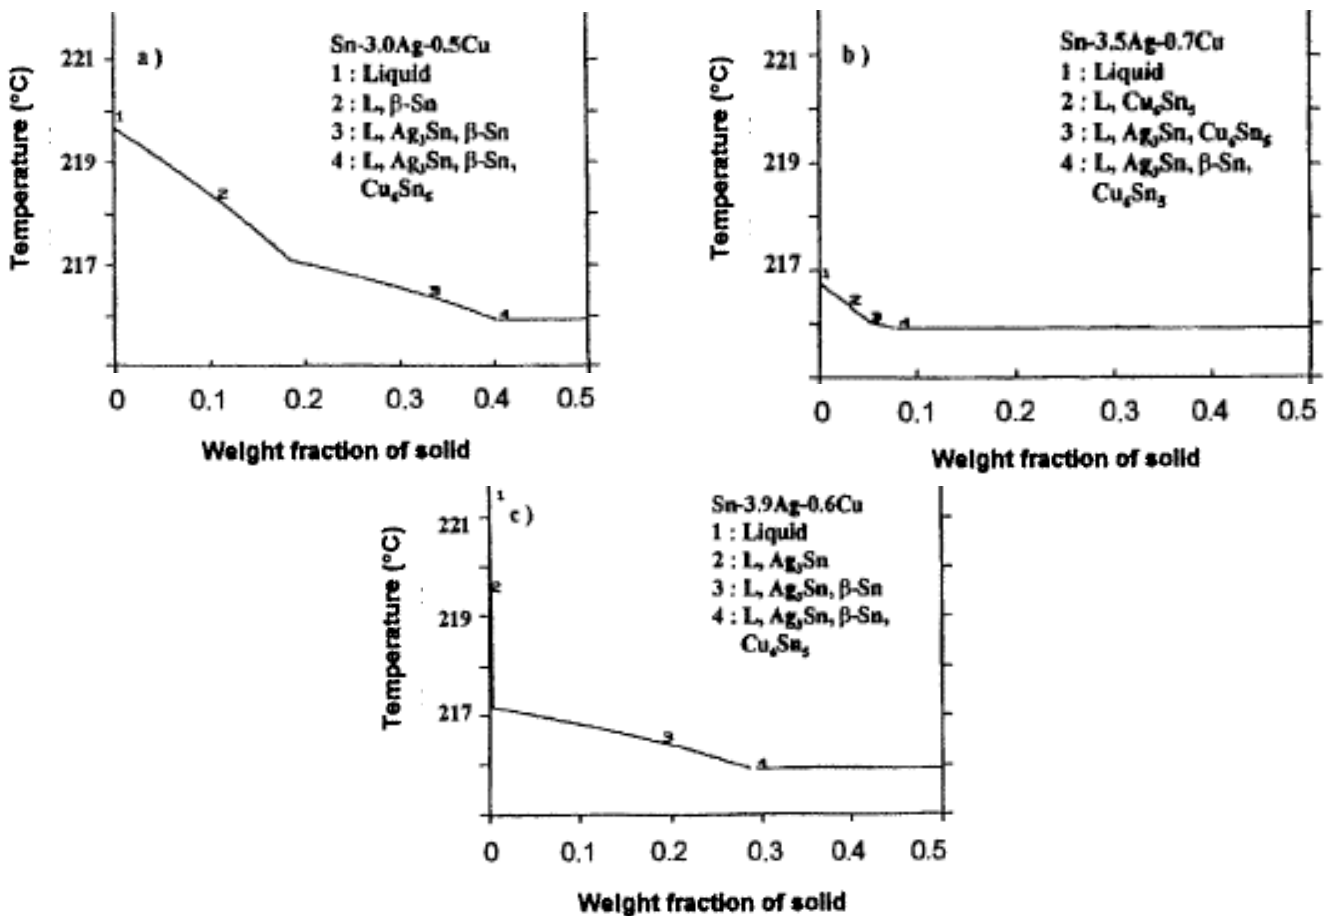 a)
Sn-3.0Ag-0.5Cu
1 : Liquid
2 : L, β-Sn
3 : L, Ag₃Sn, β-Sn
4 : L, Ag₃Sn, β-Sn,
Cu₆Sn₅
Temperature (°C)
221
219
217
1
2
3
4
0 0.1 0.2 0.3 0.4 0.5
Weight fraction of solid
b)
Sn-3.5Ag-0.7Cu
1 : Liquid
2 : L, Cu₆Sn₅
3 : L, Ag₃Sn, Cu₆Sn₅
4 : L, Ag₃Sn, β-Sn,
Cu₆Sn₅
Temperature (°C)
221
219
217
1
2
3
4
0 0.1 0.2 0.3 0.4 0.5
Weight fraction of solid
c)
Sn-3.9Ag-0.6Cu
1 : Liquid
2 : L, Ag₃Sn
3 : L, Ag₃Sn, β-Sn
4 : L, Ag₃Sn, β-Sn,
Cu₆Sn₅
Temperature (°C)
221
219
217
1
2
3
4
0 0.1 0.2 0.3 0.4 0.5
Weight fraction of solid